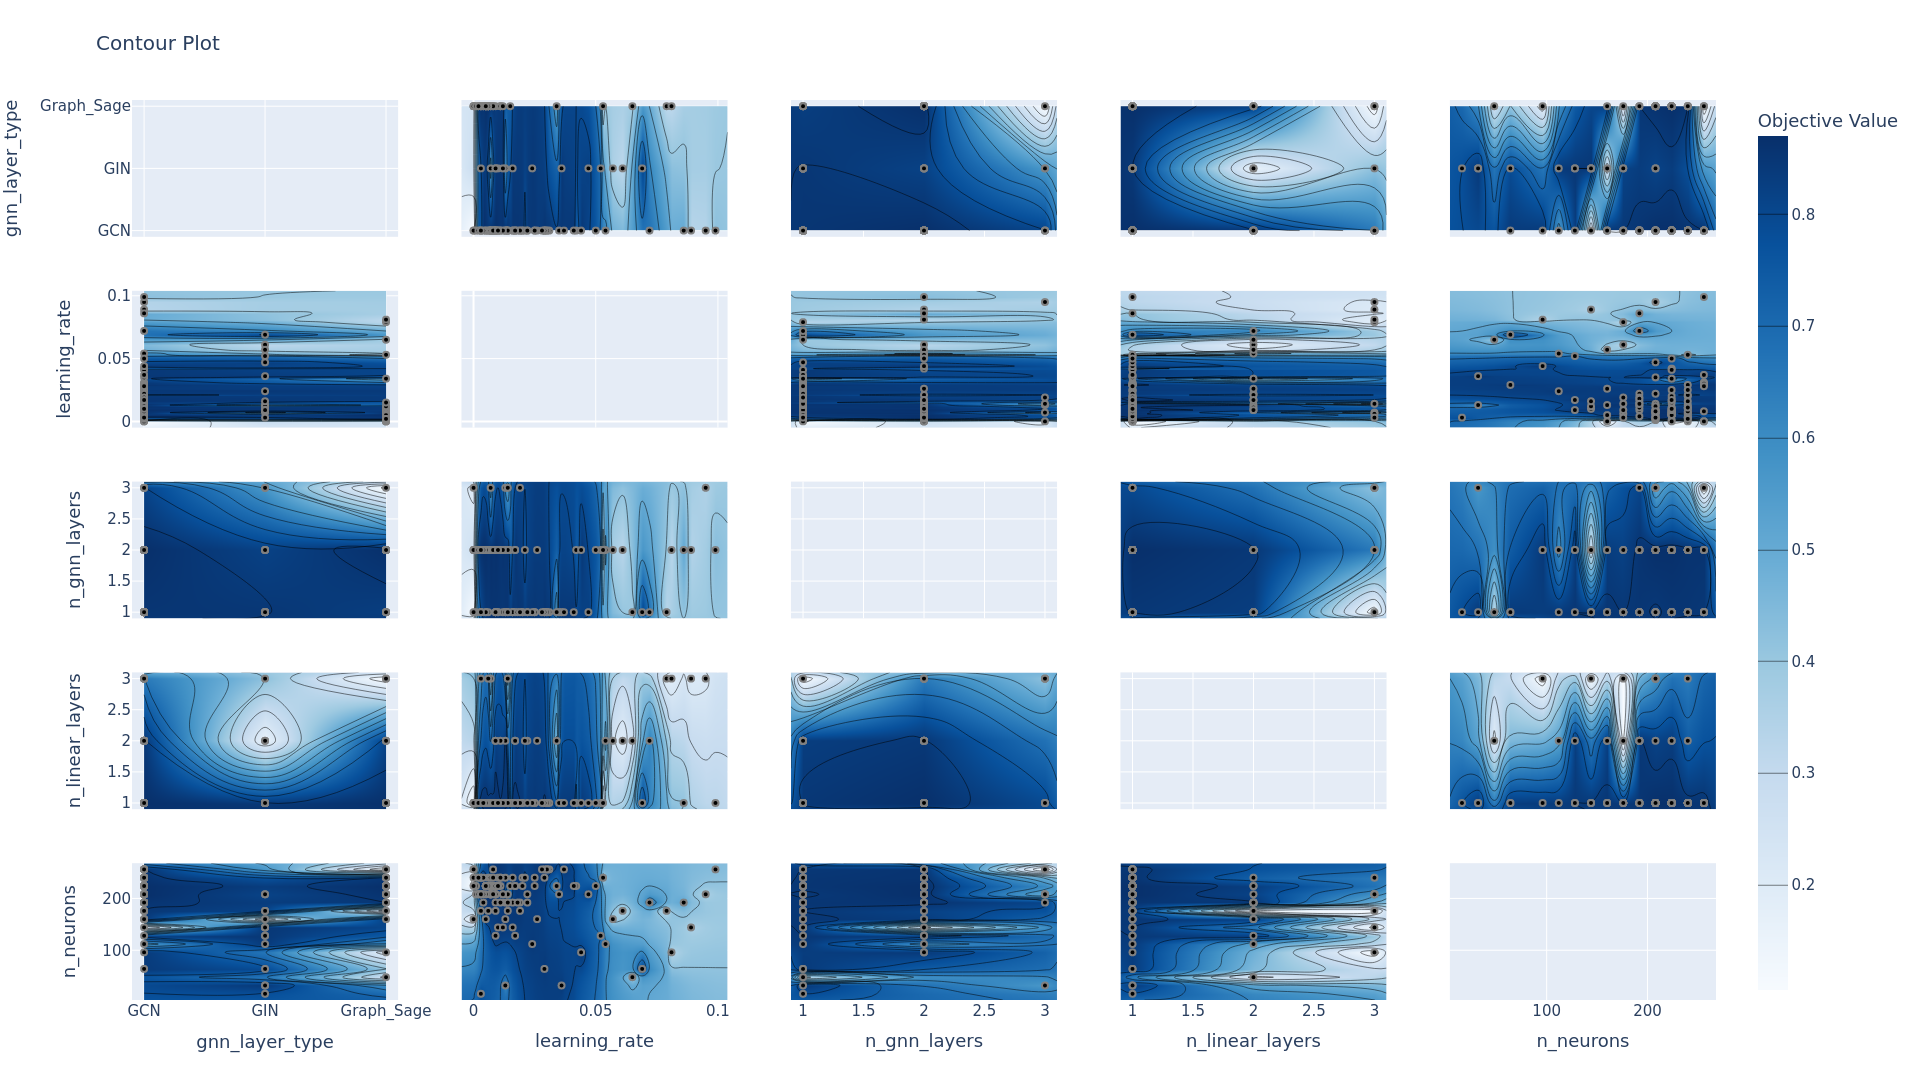 Contour Plot
gnn_layer_type
Graph_Sage
GIN
GCN
Objective Value
0.8
0.7
0.6
0.5
0.4
0.3
0.2
learning_rate
0.1
0.05
0
n_gnn_layers
3
2.5
2
1.5
1
n_linear_layers
3
2.5
2
1.5
1
n_neurons
200
100
GCN GIN Graph_Sage
0 0.05 0.1
1 1.5 2 2.5 3
1 1.5 2 2.5 3
100 200
gnn_layer_type
learning_rate
n_gnn_layers
n_linear_layers
n_neurons